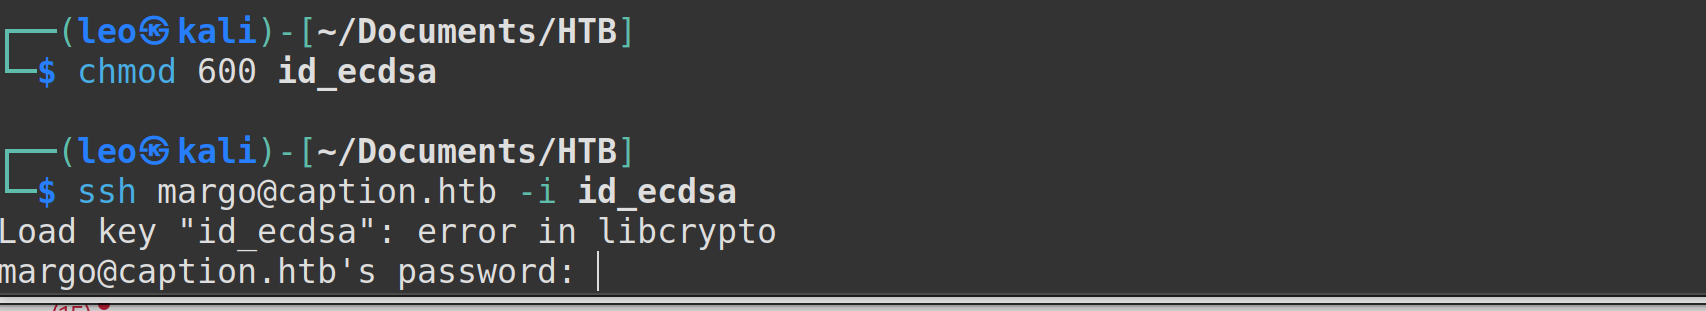 ┌──(leo㉿kali)-[~/Documents/HTB]
└─$ chmod 600 id_ecdsa
┌──(leo㉿kali)-[~/Documents/HTB]
└─$ ssh margo@caption.htb -i id_ecdsa
Load key "id_ecdsa": error in libcrypto
margo@caption.htb's password: